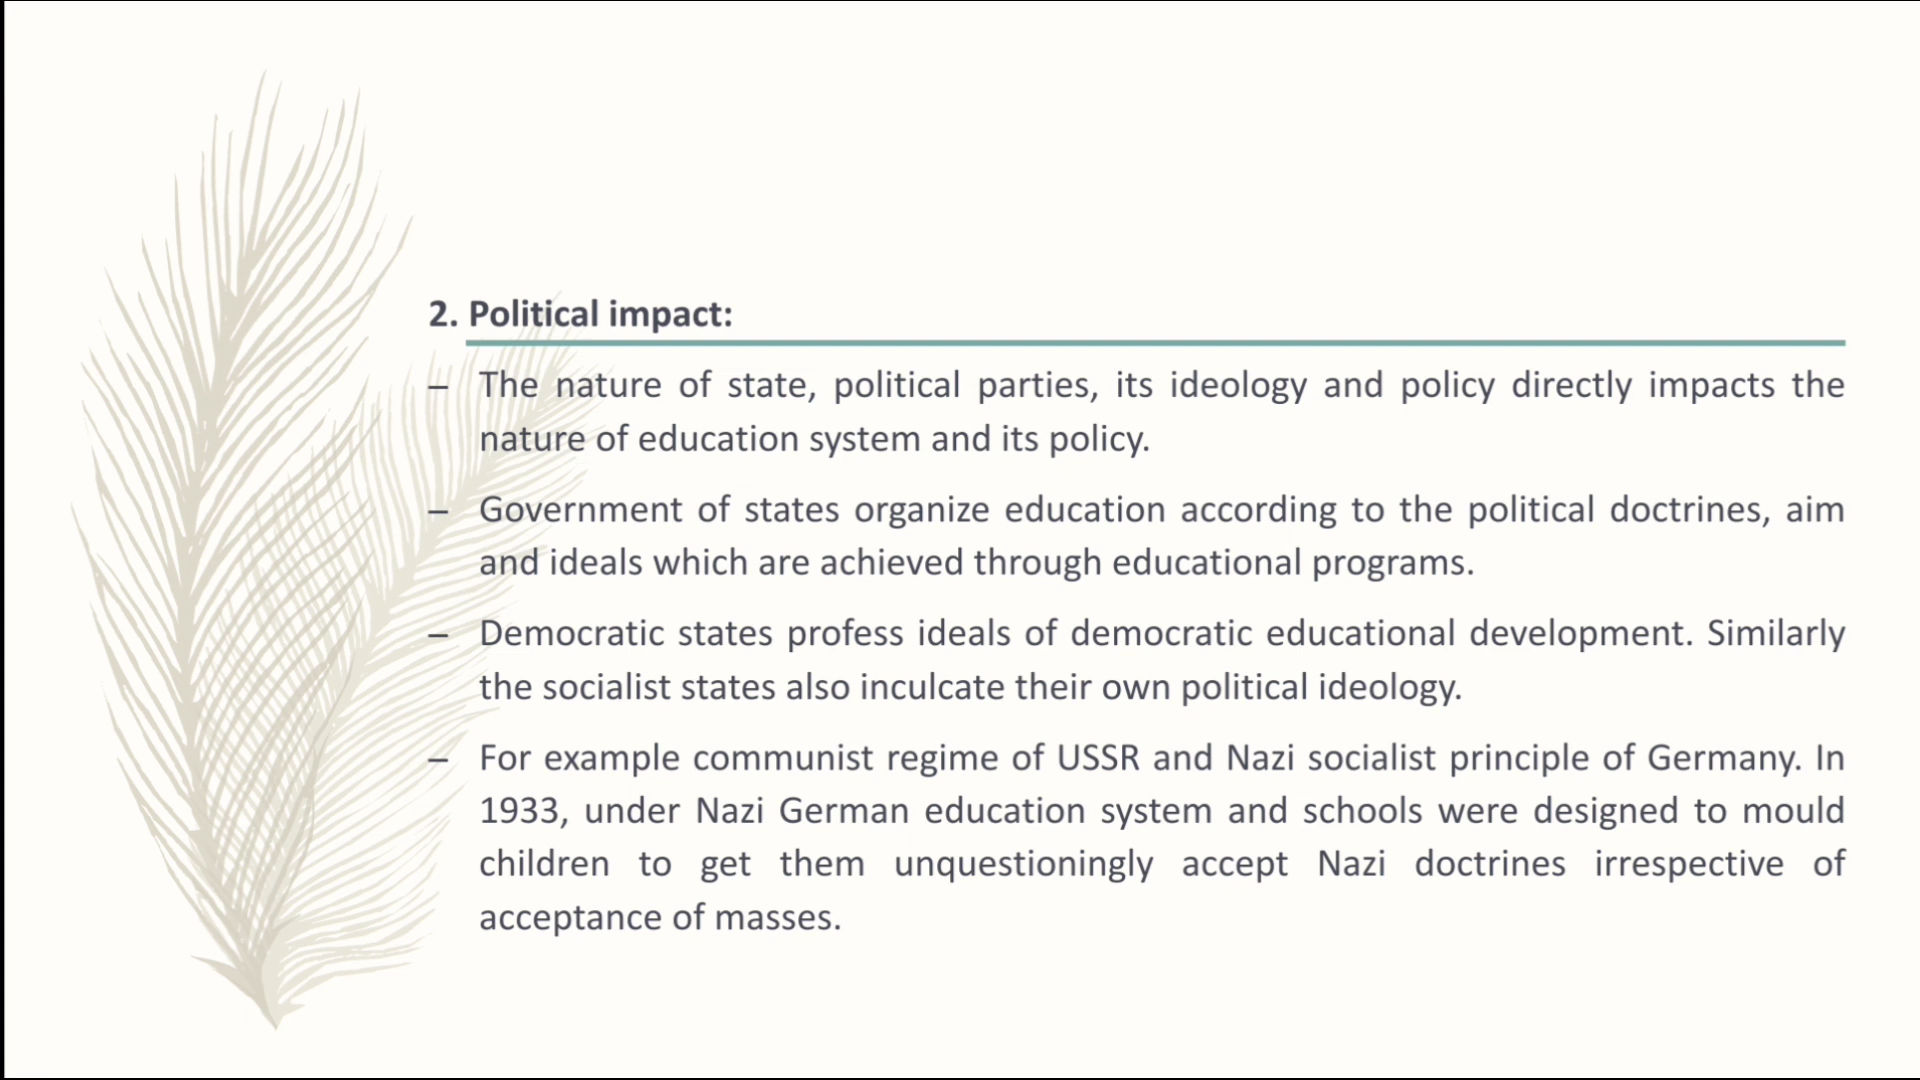 2. Political impact:
– The nature of state, political parties, its ideology and policy directly impacts the
nature of education system and its policy.
– Government of states organize education according to the political doctrines, aim
and ideals which are achieved through educational programs.
– Democratic states profess ideals of democratic educational development. Similarly
the socialist states also inculcate their own political ideology.
– For example communist regime of USSR and Nazi socialist principle of Germany. In
1933, under Nazi German education system and schools were designed to mould
children to get them unquestioningly accept Nazi doctrines irrespective of
acceptance of masses.